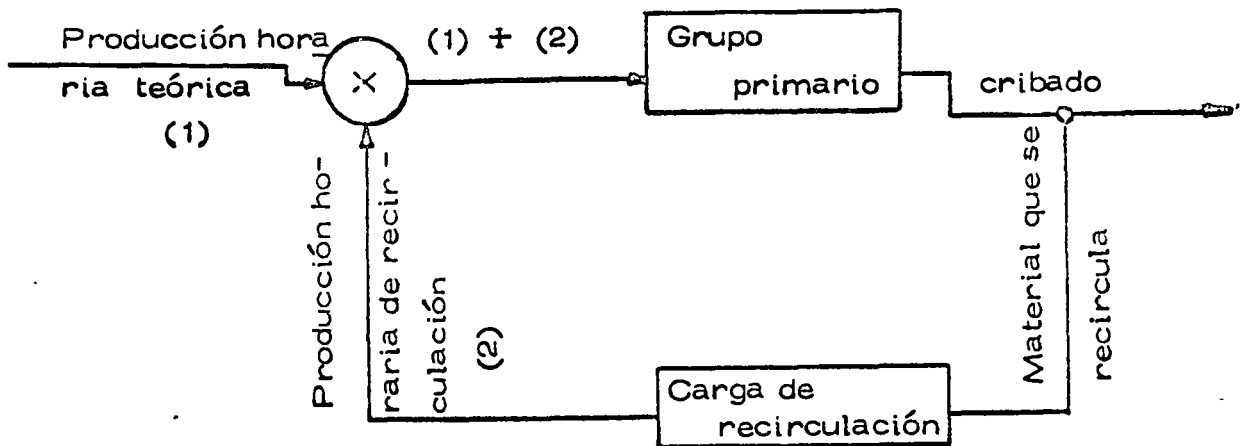 Producción hora
ria teórica
(1)
X
(1) + (2)
Grupo
primario
cribado
Material que se
recircula
Carga de
recirculación
Producción ho-
raria de recir-
culación
(2)